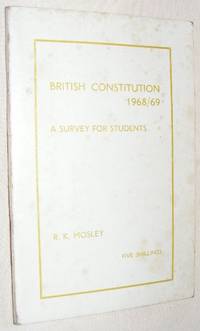 BRITISH CONSTITUTION
1968/69
A SURVEY FOR STUDENTS
R. K. MOSLEY
FIVE SHILLINGS